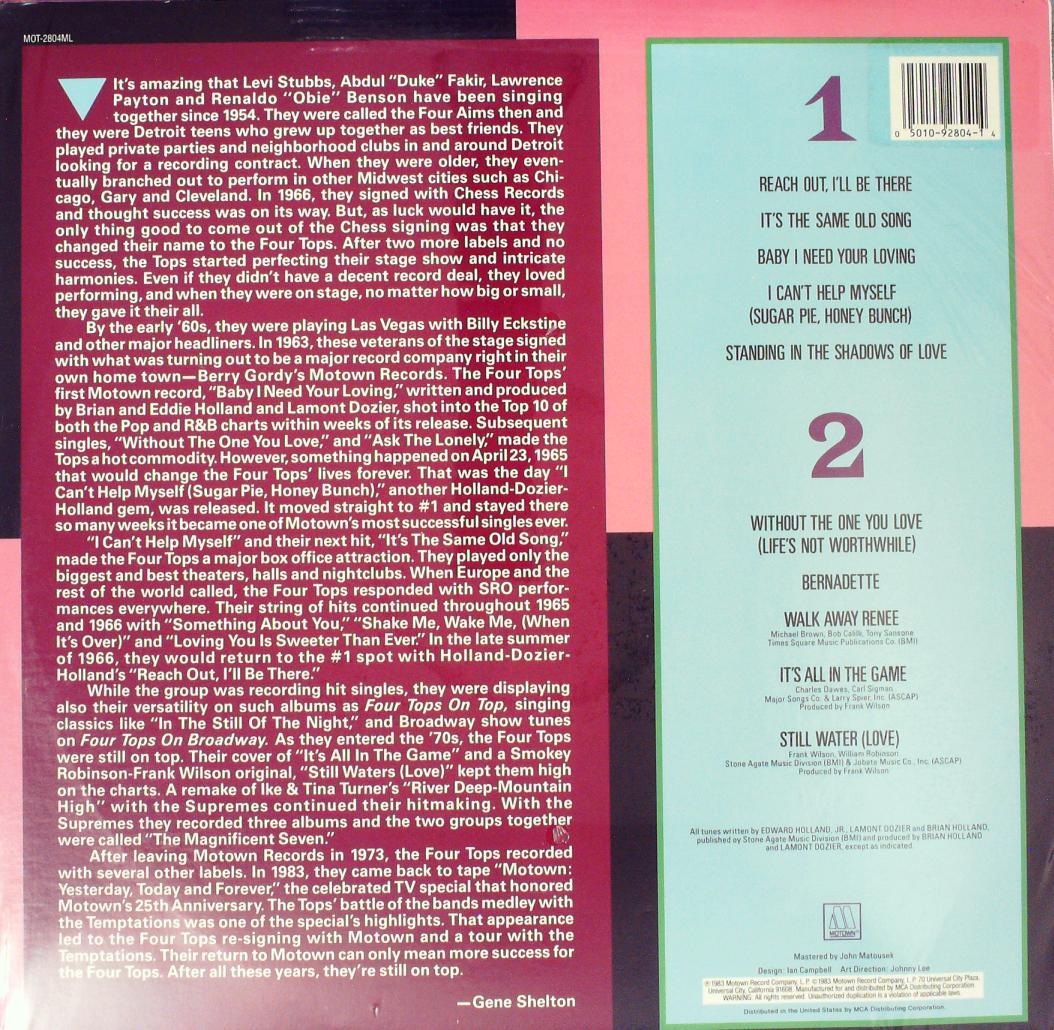 MOT-2804ML
It's amazing that Levi Stubbs, Abdul "Duke" Fakir, Lawrence
Payton and Renaldo "Obie" Benson have been singing
together since 1954. They were called the Four Aims then and
they were Detroit teens who grew up together as best friends. They
played private parties and neighborhood clubs in and around Detroit
looking for a recording contract. When they were older, they even-
tually branched out to perform in other Midwest cities such as Chi-
cago, Gary and Cleveland. In 1966, they signed with Chess Records
and thought success was on its way. But, as luck would have it, the
only thing good to come out of the Chess signing was that they
changed their name to the Four Tops. After two more labels and no
success, the Tops started perfecting their stage show and intricate
harmonies. Even if they didn't have a decent record deal, they loved
performing, and when they were on stage, no matter how big or small,
they gave it their all.
By the early '60s, they were playing Las Vegas with Billy Eckstine
and other major headliners. In 1963, these veterans of the stage signed
with what was turning out to be a major record company right in their
own home town—Berry Gordy's Motown Records. The Four Tops'
first Motown record, "Baby I Need Your Loving," written and produced
by Brian and Eddie Holland and Lamont Dozier, shot into the Top 10 of
both the Pop and R&B charts within weeks of its release. Subsequent
singles, "Without The One You Love," and "Ask The Lonely," made the
Tops a hot commodity. However, something happened on April 23, 1965
that would change the Four Tops' lives forever. That was the day "I
Can't Help Myself (Sugar Pie, Honey Bunch)," another Holland-Dozier-
Holland gem, was released. It moved straight to #1 and stayed there
so many weeks it became one of Motown's most successful singles ever.
"I Can't Help Myself" and their next hit, "It's The Same Old Song,"
made the Four Tops a major box office attraction. They played only the
biggest and best theaters, halls and nightclubs. When Europe and the
rest of the world called, the Four Tops responded with SRO perfor-
mances everywhere. Their string of hits continued throughout 1965
and 1966 with "Something About You," "Shake Me, Wake Me, (When
It's Over)" and "Loving You Is Sweeter Than Ever." In the late summer
of 1966, they would return to the #1 spot with Holland-Dozier-
Holland's "Reach Out, I'll Be There."
While the group was recording hit singles, they were displaying
also their versatility on such albums as Four Tops On Top, singing
classics like "In The Still Of The Night," and Broadway show tunes
on Four Tops On Broadway. As they entered the '70s, the Four Tops
were still on top. Their cover of "It's All In The Game" and a Smokey
Robinson-Frank Wilson original, "Still Waters (Love)" kept them high
on the charts. A remake of Ike & Tina Turner's "River Deep-Mountain
High" with the Supremes continued their hitmaking. With the
Supremes they recorded three albums and the two groups together
were called "The Magnificent Seven."
After leaving Motown Records in 1973, the Four Tops recorded
with several other labels. In 1983, they came back to tape "Motown:
Yesterday, Today and Forever," the celebrated TV special that honored
Motown's 25th Anniversary. The Tops' battle of the bands medley with
the Temptations was one of the special's highlights. That appearance
led to the Four Tops re-signing with Motown and a tour with the
Temptations. Their return to Motown can only mean more success for
the Four Tops. After all these years, they're still on top.
—Gene Shelton
0 5010-92804-1 4
1
REACH OUT, I'LL BE THERE
IT'S THE SAME OLD SONG
BABY I NEED YOUR LOVING
I CAN'T HELP MYSELF
(SUGAR PIE, HONEY BUNCH)
STANDING IN THE SHADOWS OF LOVE
2
WITHOUT THE ONE YOU LOVE
(LIFE'S NOT WORTHWHILE)
BERNADETTE
WALK AWAY RENEE
Michael Brown, Bob Calilli, Tony Sansone
Times Square Music Publications Co. (BMI)
IT'S ALL IN THE GAME
Charles Dawes, Carl Sigman
Major Songs Co. & Larry Spier, Inc. (ASCAP)
Produced by Frank Wilson
STILL WATER (LOVE)
Frank Wilson, William Robinson
Stone Agate Music Division (BMI) & Jobete Music Co., Inc. (ASCAP)
Produced by Frank Wilson
All tunes written by EDWARD HOLLAND, JR., LAMONT DOZIER and BRIAN HOLLAND,
published by Stone Agate Music Division (BMI) and produced by BRIAN HOLLAND
and LAMONT DOZIER, except as indicated.
MOTOWN
Mastered by John Matousek
Design: Ian Campbell Art Direction: Johnny Lee
℗ 1983 Motown Record Company, L.P. © 1983 Motown Record Company, L.P. 70 Universal City Plaza,
Universal City, California 91608. Manufactured for and distributed by MCA Distributing Corporation.
WARNING: All rights reserved. Unauthorized duplication is a violation of applicable laws.
Distributed in the United States by MCA Distributing Corporation.